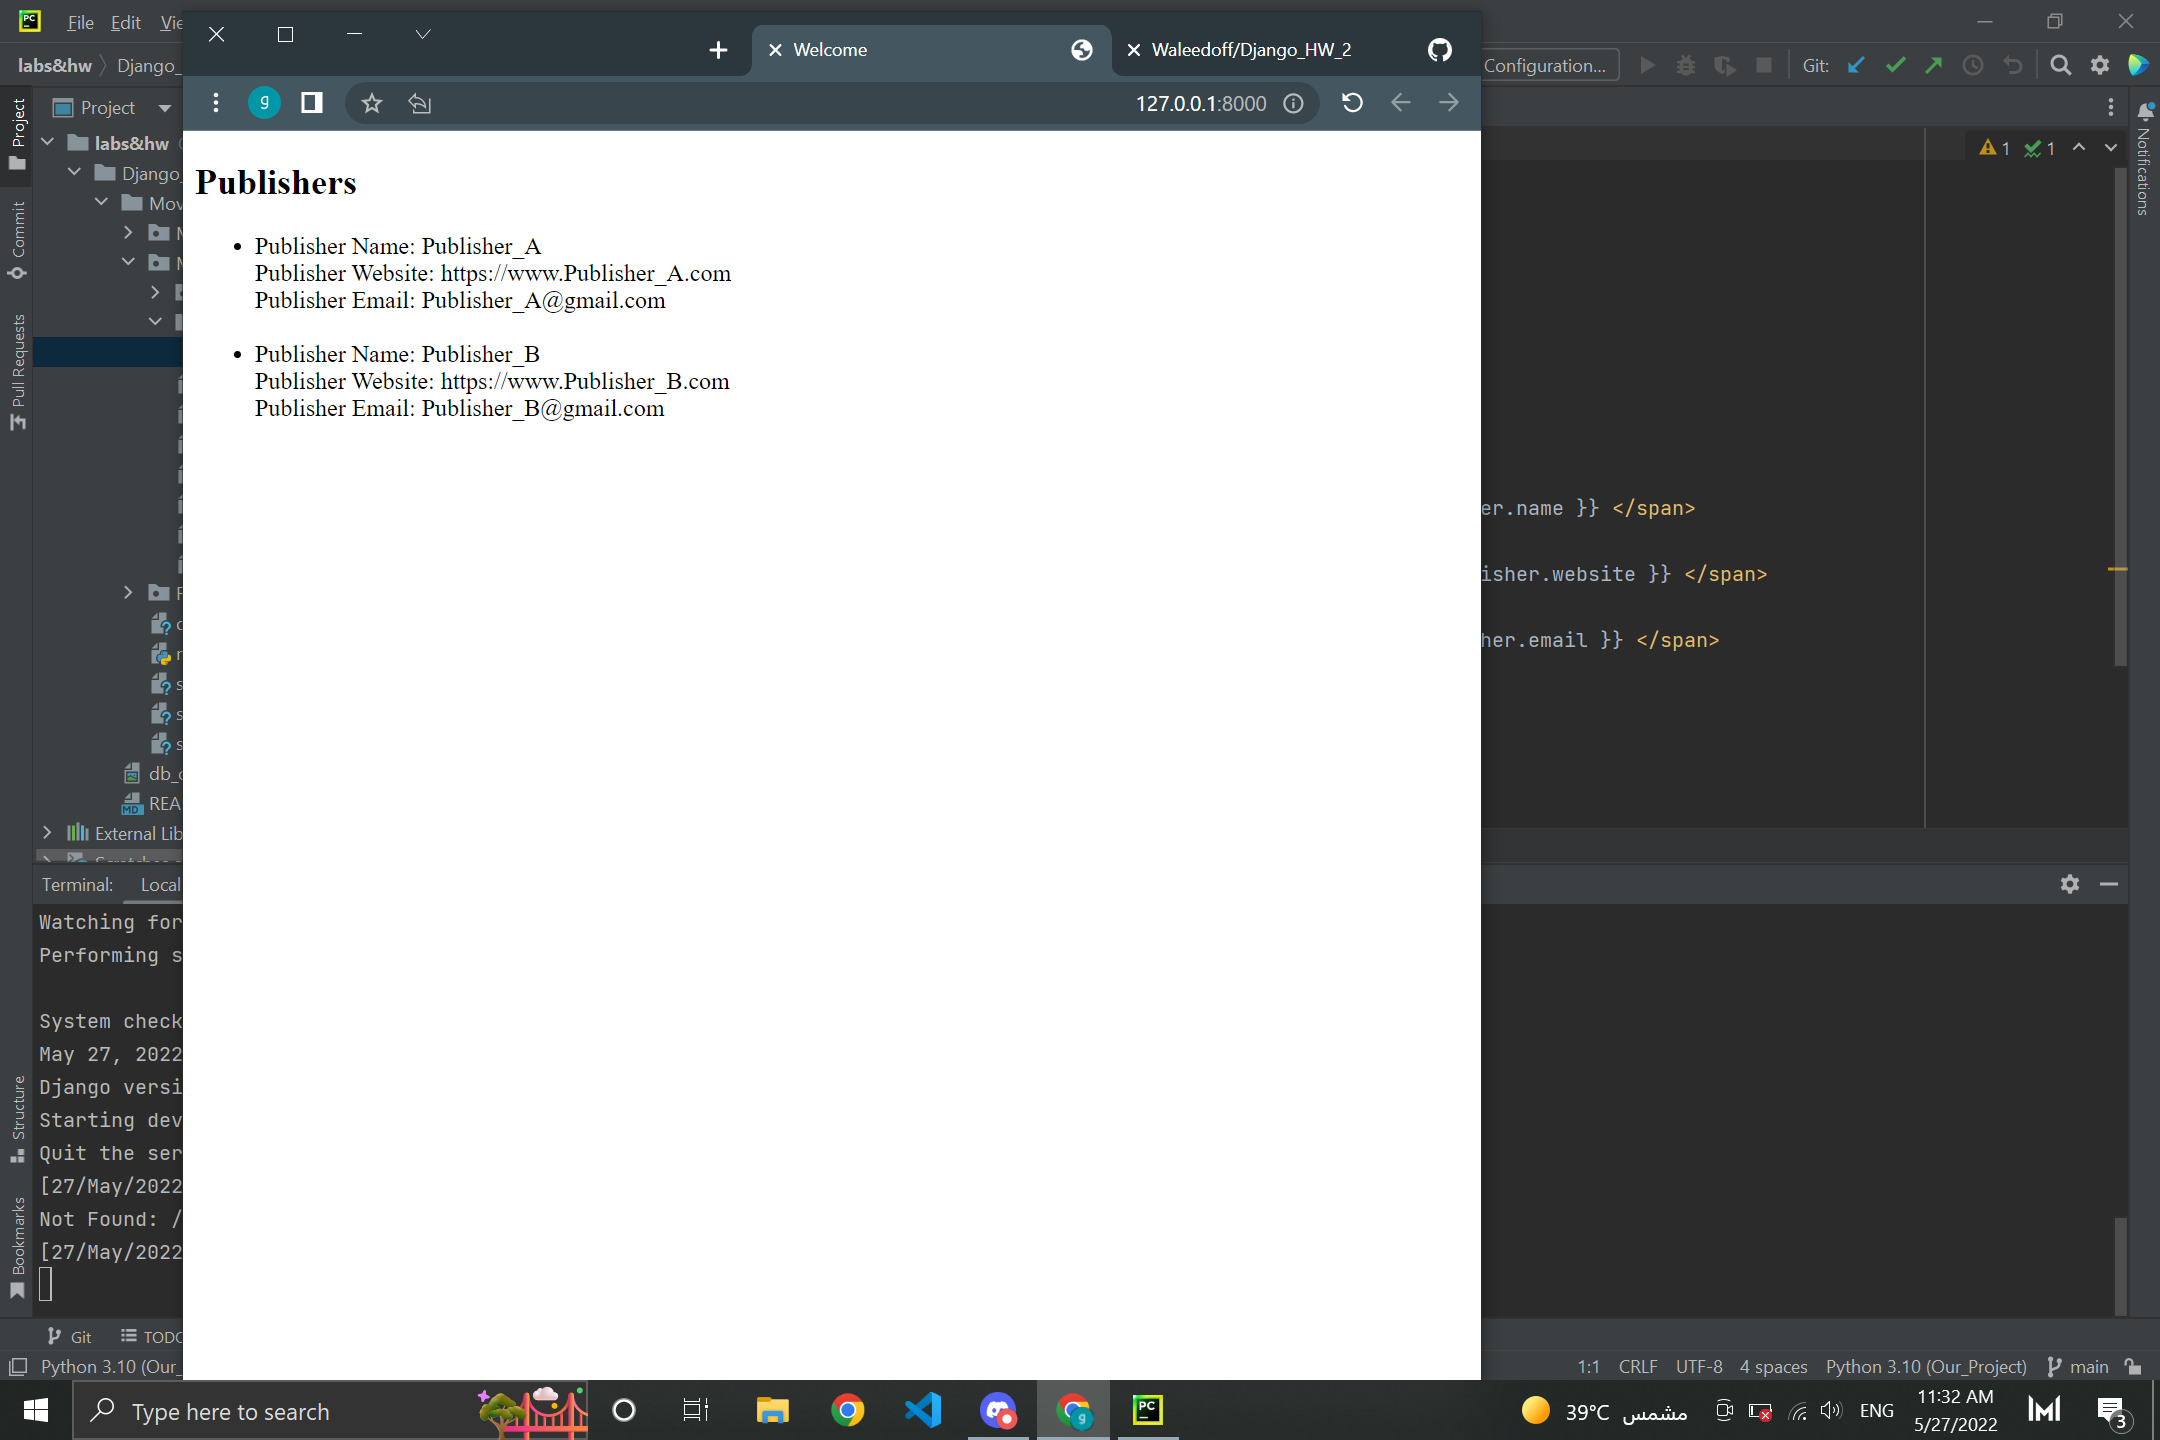 File Edit Vie
labs&hw Django_
Configuration... Git:
Project
labs&hw
Django_
Mov
db_
REA
External Lib
Project
Commit
Pull Requests
Structure
Bookmarks
Notifications
Welcome
Waleedoff/Django_HW_2
g
127.0.0.1:8000
Publishers
Publisher Name: Publisher_A
Publisher Website: https://www.Publisher_A.com
Publisher Email: Publisher_A@gmail.com
Publisher Name: Publisher_B
Publisher Website: https://www.Publisher_B.com
Publisher Email: Publisher_B@gmail.com
1 1
er.name }} </span>
isher.website }} </span>
her.email }} </span>
Terminal: Local
Watching for
Performing s
System check
May 27, 2022
Django versi
Starting dev
Quit the ser
[27/May/2022
Not Found: /
[27/May/2022
Git TODO
Python 3.10 (Our_
1:1 CRLF UTF-8 4 spaces Python 3.10 (Our_Project) main
Type here to search
PC
39°C مشمس
ENG
11:32 AM
5/27/2022
3